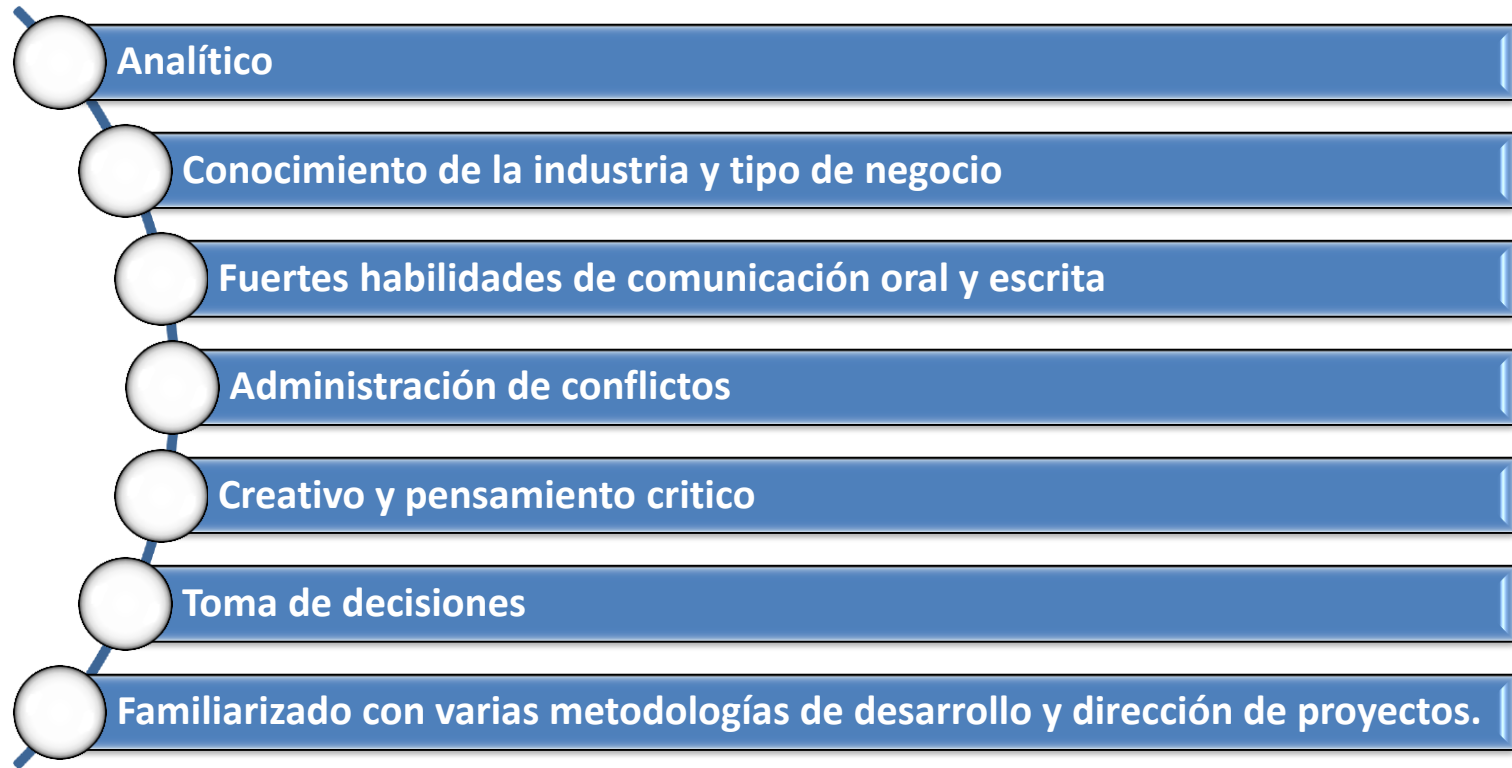 Analítico
Conocimiento de la industria y tipo de negocio
Fuertes habilidades de comunicación oral y escrita
Administración de conflictos
Creativo y pensamiento critico
Toma de decisiones
Familiarizado con varias metodologías de desarrollo y dirección de proyectos.